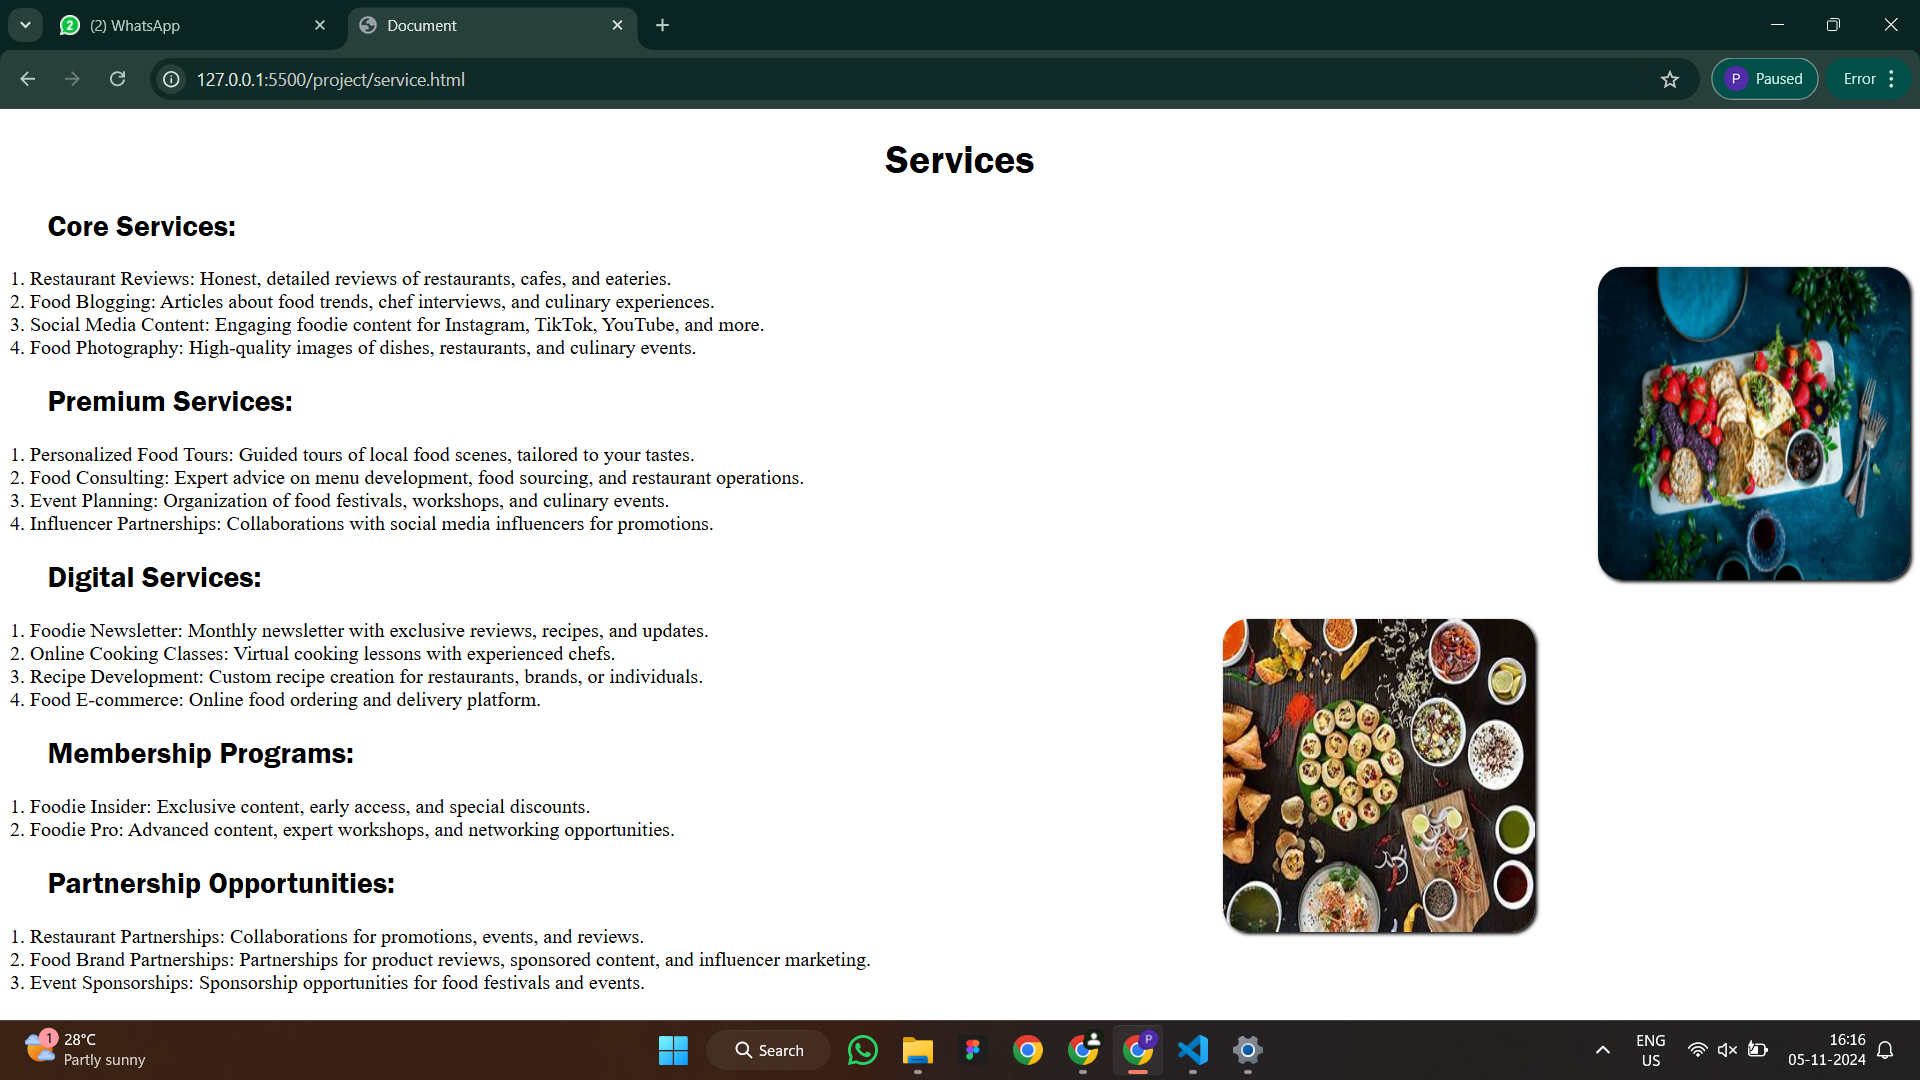 2 (2) WhatsApp
Document
127.0.0.1:5500/project/service.html
P Paused
Error
Services
Core Services:
1. Restaurant Reviews: Honest, detailed reviews of restaurants, cafes, and eateries.
2. Food Blogging: Articles about food trends, chef interviews, and culinary experiences.
3. Social Media Content: Engaging foodie content for Instagram, TikTok, YouTube, and more.
4. Food Photography: High-quality images of dishes, restaurants, and culinary events.
Premium Services:
1. Personalized Food Tours: Guided tours of local food scenes, tailored to your tastes.
2. Food Consulting: Expert advice on menu development, food sourcing, and restaurant operations.
3. Event Planning: Organization of food festivals, workshops, and culinary events.
4. Influencer Partnerships: Collaborations with social media influencers for promotions.
Digital Services:
1. Foodie Newsletter: Monthly newsletter with exclusive reviews, recipes, and updates.
2. Online Cooking Classes: Virtual cooking lessons with experienced chefs.
3. Recipe Development: Custom recipe creation for restaurants, brands, or individuals.
4. Food E-commerce: Online food ordering and delivery platform.
Membership Programs:
1. Foodie Insider: Exclusive content, early access, and special discounts.
2. Foodie Pro: Advanced content, expert workshops, and networking opportunities.
Partnership Opportunities:
1. Restaurant Partnerships: Collaborations for promotions, events, and reviews.
2. Food Brand Partnerships: Partnerships for product reviews, sponsored content, and influencer marketing.
3. Event Sponsorships: Sponsorship opportunities for food festivals and events.
1
28°C
Partly sunny
Search
P
ENG
US
16:16
05-11-2024